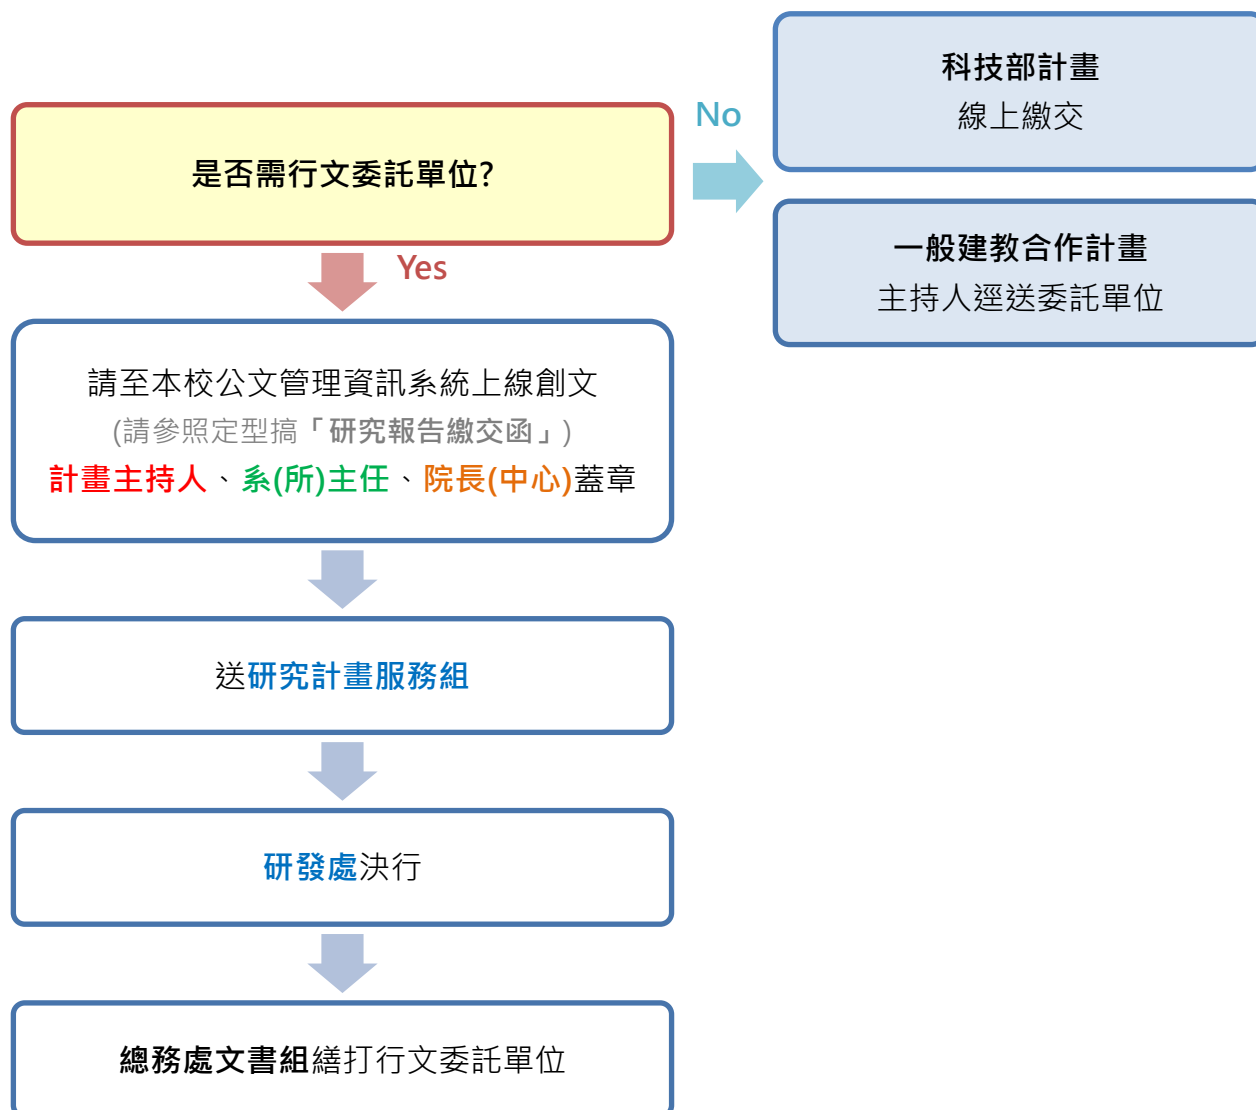 科技部計畫
線上繳交
No
是否需行文委託單位?
一般建教合作計畫
主持人逕送委託單位
Yes
請至本校公文管理資訊系統上線創文
(請參照定型搞「研究報告繳交函」)
計畫主持人、系(所)主任、院長(中心)蓋章
送研究計畫服務組
研發處決行
總務處文書組繕打行文委託單位